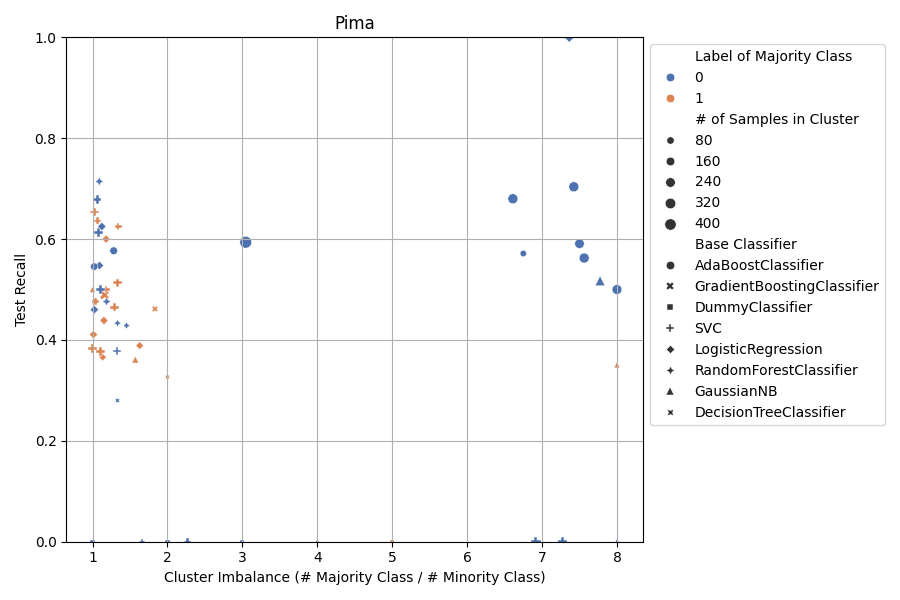 Pima
Test Recall
1.0
0.8
0.6
0.4
0.2
0.0
1 2 3 4 5 6 7 8
Cluster Imbalance (# Majority Class / # Minority Class)
Label of Majority Class
0
1
# of Samples in Cluster
80
160
240
320
400
Base Classifier
AdaBoostClassifier
GradientBoostingClassifier
DummyClassifier
SVC
LogisticRegression
RandomForestClassifier
GaussianNB
DecisionTreeClassifier